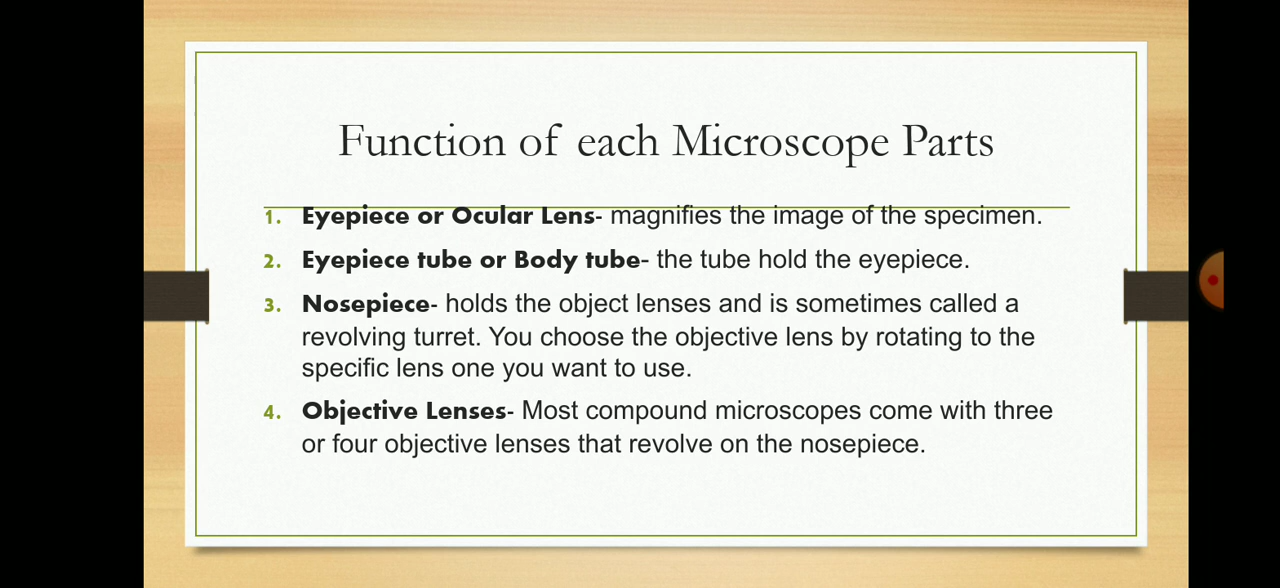 Function of each Microscope Parts
1. Eyepiece or Ocular Lens- magnifies the image of the specimen.
2. Eyepiece tube or Body tube- the tube hold the eyepiece.
3. Nosepiece- holds the object lenses and is sometimes called a
revolving turret. You choose the objective lens by rotating to the
specific lens one you want to use.
4. Objective Lenses- Most compound microscopes come with three
or four objective lenses that revolve on the nosepiece.